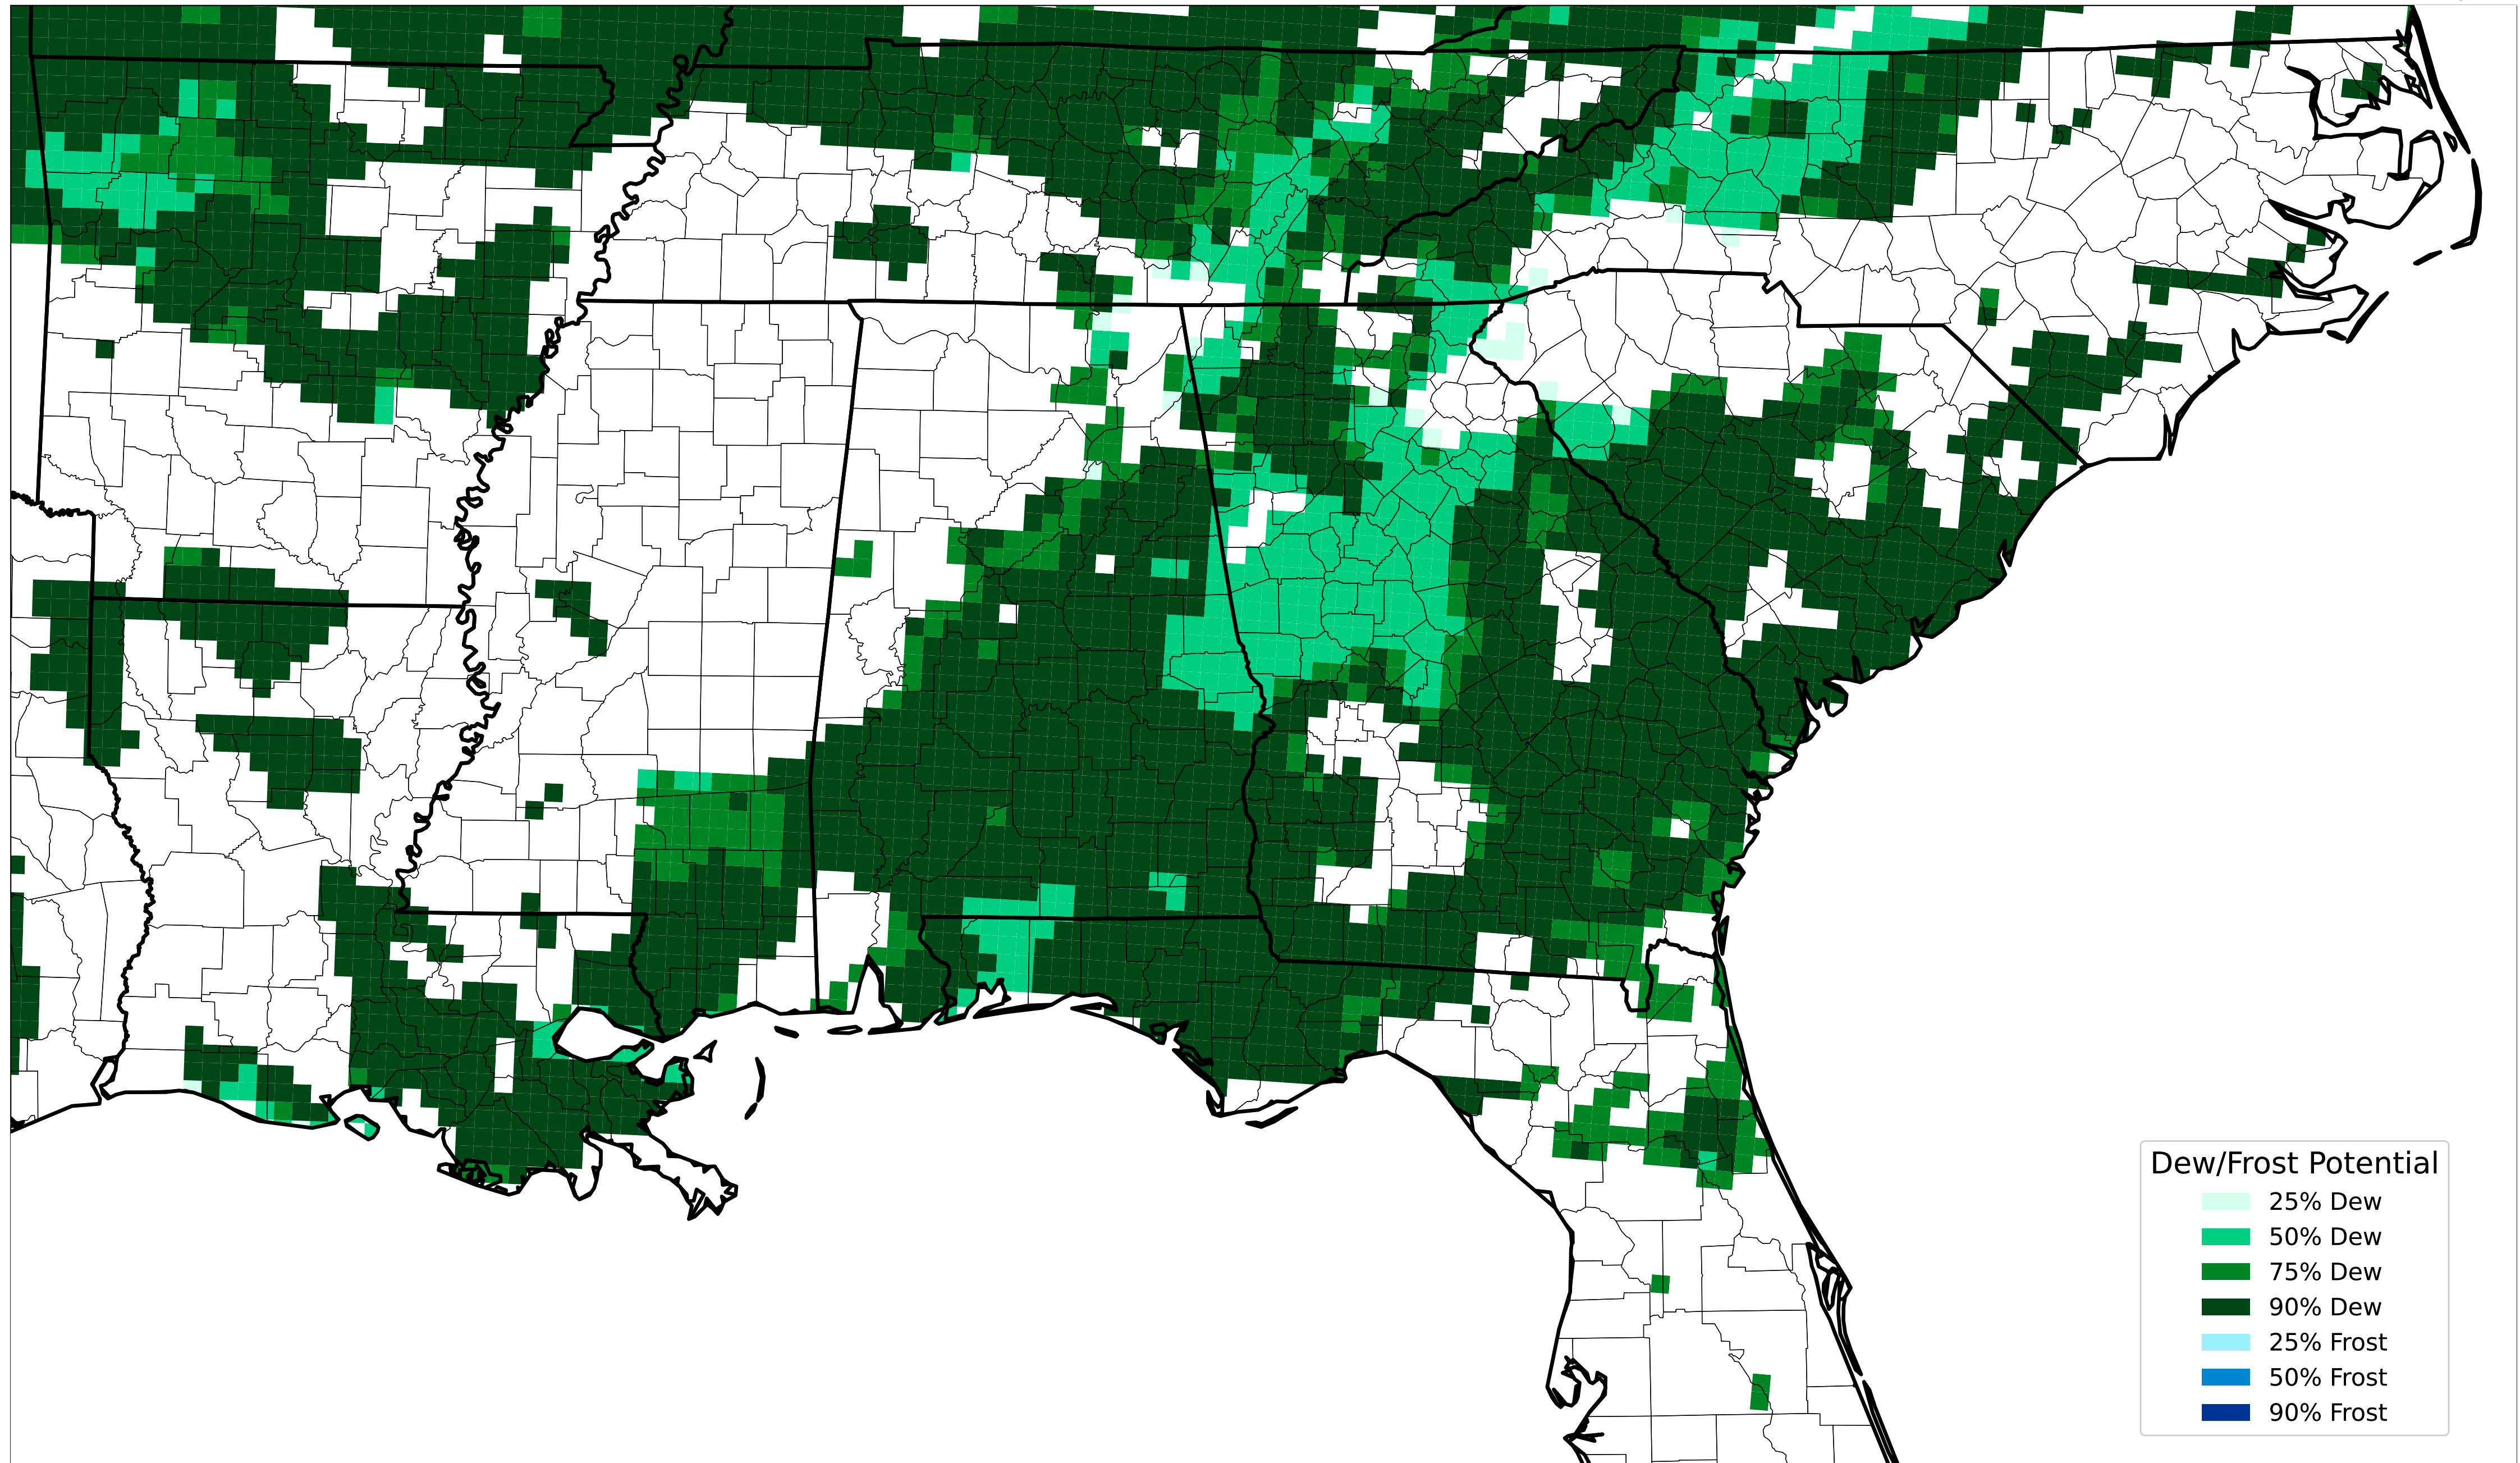 Dew/Frost Potential
25% Dew
50% Dew
75% Dew
90% Dew
25% Frost
50% Frost
90% Frost